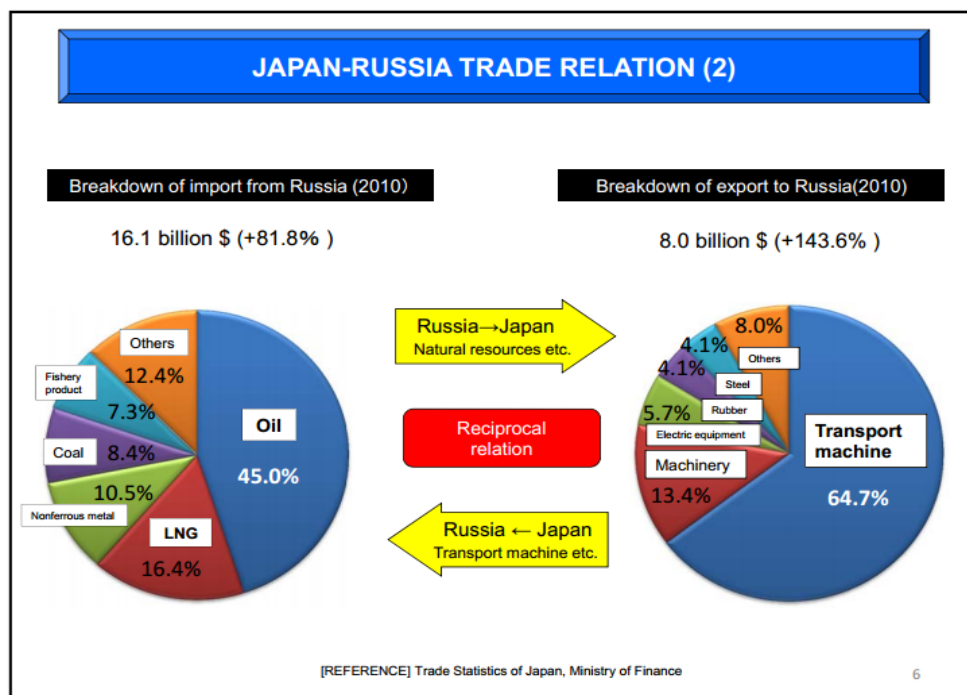 JAPAN-RUSSIA TRADE RELATION (2)
Breakdown of import from Russia (2010)
16.1 billion $ (+81.8% )
Others
12.4%
Fishery
product
7.3%
Coal
8.4%
10.5%
Nonferrous metal
LNG
16.4%
Oil
45.0%
Russia→Japan
Natural resources etc.
Reciprocal
relation
Russia ← Japan
Transport machine etc.
Breakdown of export to Russia(2010)
8.0 billion $ (+143.6% )
8.0%
Others
4.1%
Steel
4.1%
Rubber
5.7%
Electric equipment
Machinery
13.4%
Transport
machine
64.7%
[REFERENCE] Trade Statistics of Japan, Ministry of Finance
6